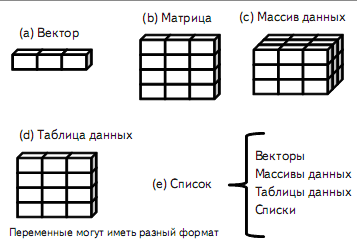 (a) Вектор
(b) Матрица
(c) Массив данных
(d) Таблица данных
Переменные могут иметь разный формат
(e) Список
Векторы
Массивы данных
Таблицы данных
Списки